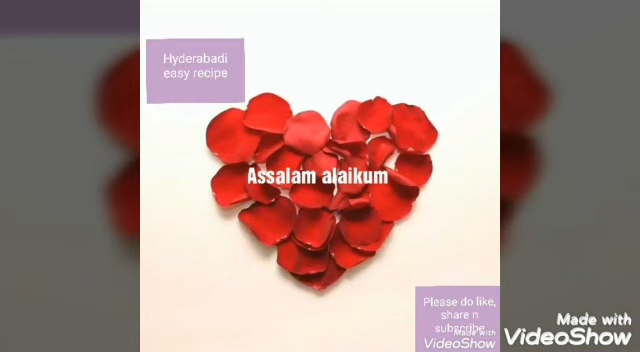 Hyderabadi
easy recipe
Assalam alaikum
Please do like,
share n
subscribe
Made with
VideoShow
Made with
VideoShow